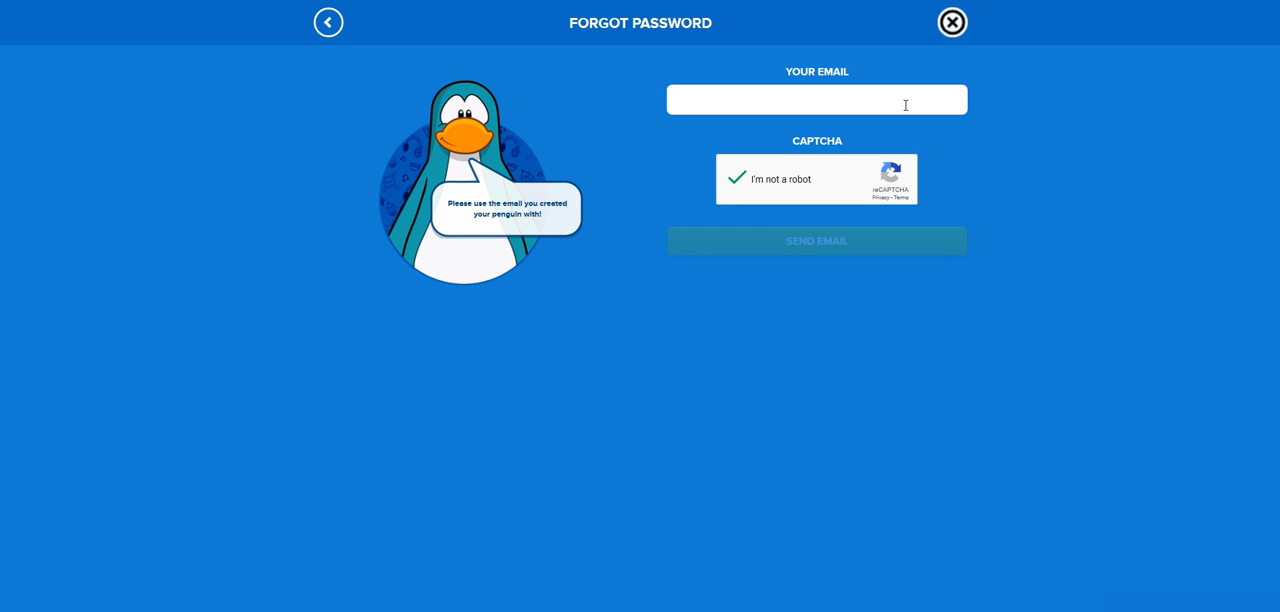 FORGOT PASSWORD
YOUR EMAIL
CAPTCHA
I'm not a robot
reCAPTCHA
Privacy - Terms
Please use the email you created
your penguin with!
SEND EMAIL